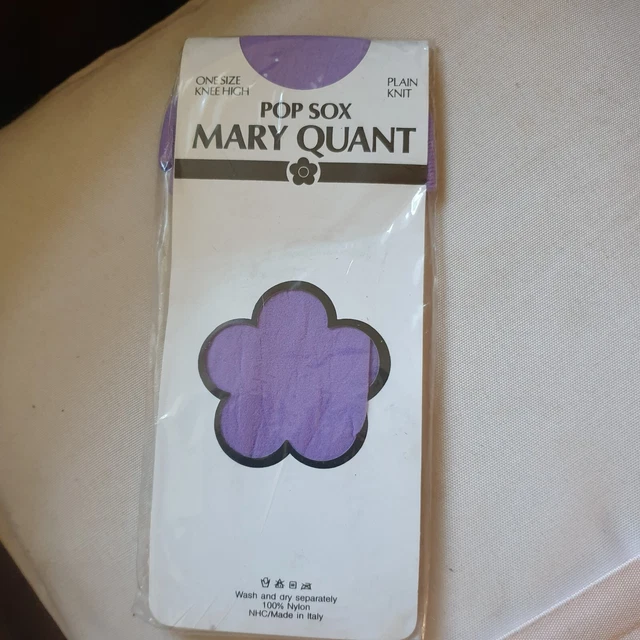 ONE SIZE
KNEE HIGH
PLAIN
KNIT
POP SOX
MARY QUANT
Wash and dry separately
100% Nylon
NHC/Made in Italy